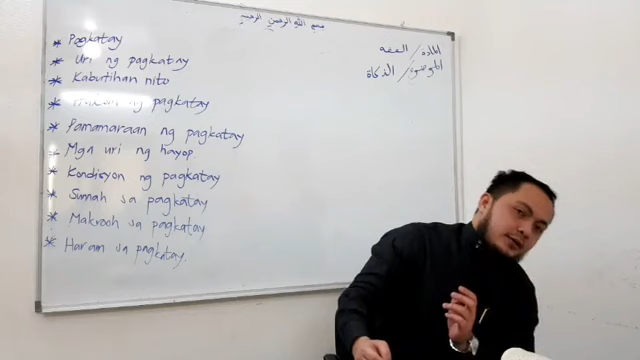 بسم الله الرحمن الرحيم
المادة / الفقه
الموضوع / الذكاة
* Pagkatay
* Uri ng pagkatay
* Kabutihan nito
* ng pagkatay
* Pamamaraan ng pagkatay
* Mga uri ng hayop.
* Kondisyon ng pagkatay
* Sunnah sa pagkatay
* Makrooh sa pagkatay
* Haram sa pagkatay.